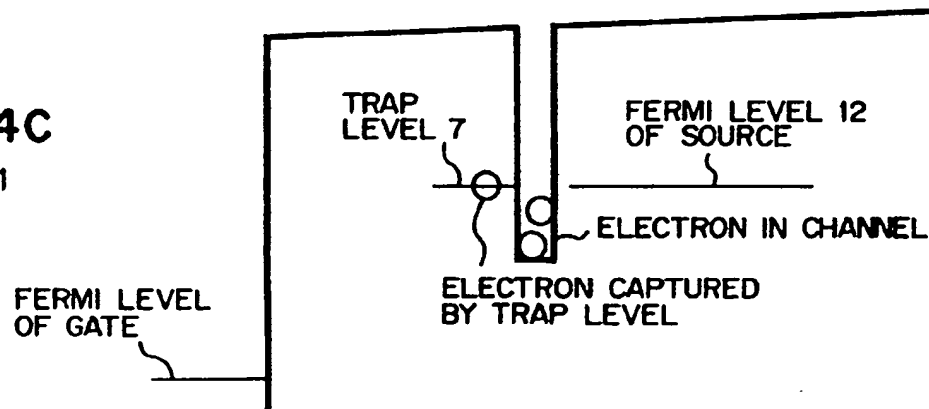 4C
TRAP
LEVEL 7
FERMI LEVEL 12
OF SOURCE
ELECTRON IN CHANNEL
ELECTRON CAPTURED
BY TRAP LEVEL
FERMI LEVEL
OF GATE